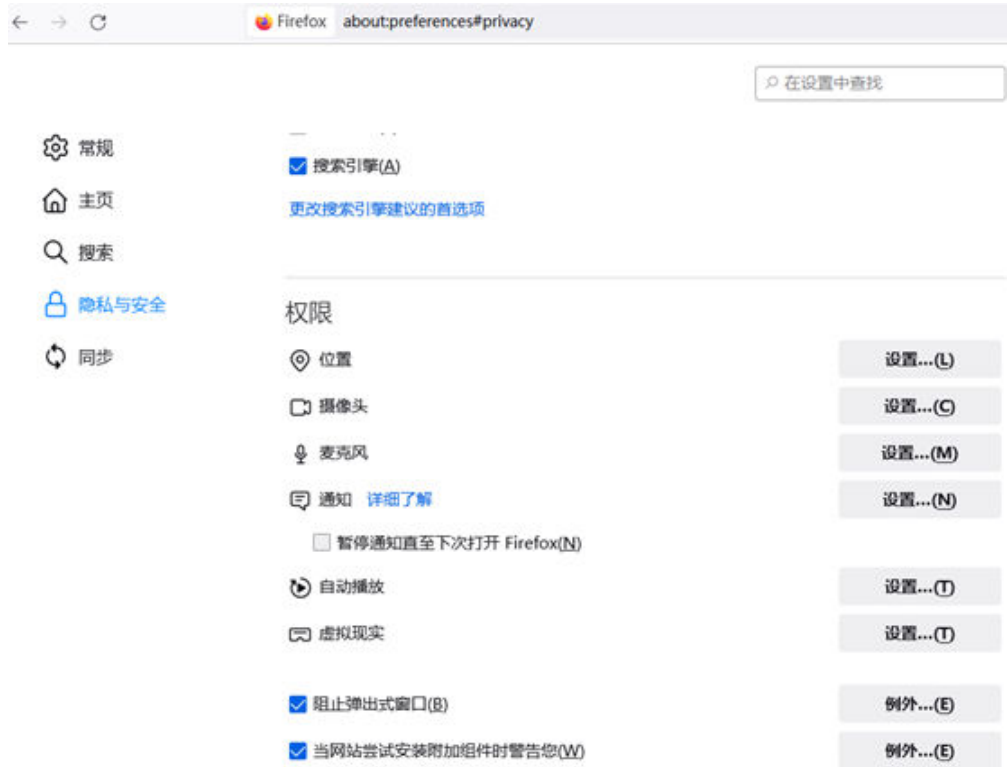 Firefox about:preferences#privacy
在设置中查找
常规
主页
搜索
隐私与安全
同步
搜索引擎(A)
更改搜索引擎建议的首选项
权限
位置 设置...(L)
摄像头 设置...(C)
麦克风 设置...(M)
通知 详细了解 设置...(N)
暂停通知直至下次打开 Firefox(N)
自动播放 设置...(T)
虚拟现实 设置...(T)
阻止弹出式窗口(B) 例外...(E)
当网站尝试安装附加组件时警告您(W) 例外...(E)